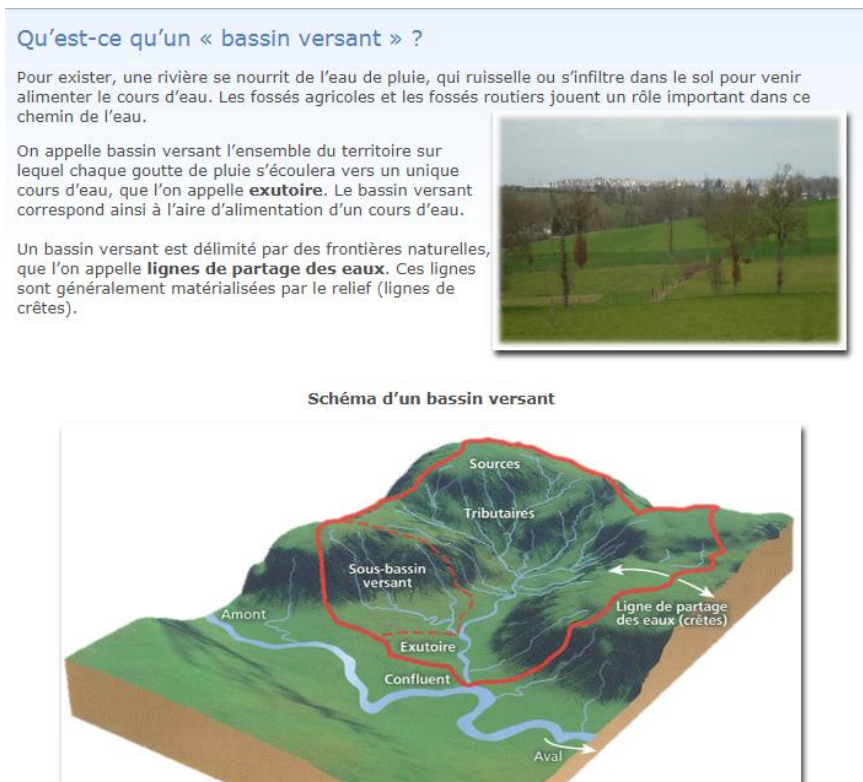 Qu’est-ce qu’un « bassin versant » ?
Pour exister, une rivière se nourrit de l’eau de pluie, qui ruisselle ou s’infiltre dans le sol pour venir
alimenter le cours d’eau. Les fossés agricoles et les fossés routiers jouent un rôle important dans ce
chemin de l’eau.
On appelle bassin versant l’ensemble du territoire sur
lequel chaque goutte de pluie s’écoulera vers un unique
cours d’eau, que l’on appelle exutoire. Le bassin versant
correspond ainsi à l’aire d’alimentation d’un cours d’eau.
Un bassin versant est délimité par des frontières naturelles,
que l’on appelle lignes de partage des eaux. Ces lignes
sont généralement matérialisées par le relief (lignes de
crêtes).
Schéma d’un bassin versant
Sources
Tributaires
Sous-bassin
versant
Ligne de partage
des eaux (crêtes)
Amont
Exutoire
Confluent
Aval